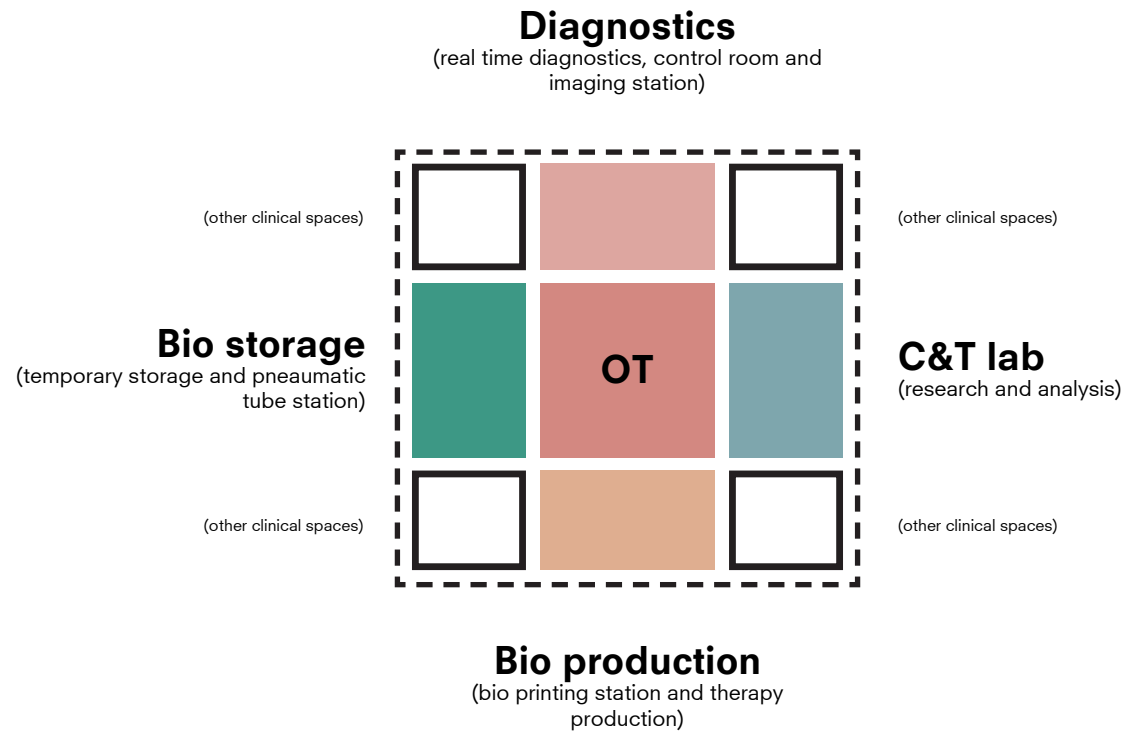 Diagnostics
(real time diagnostics, control room and
imaging station)
(other clinical spaces)
(other clinical spaces)
Bio storage
(temporary storage and pneaumatic
tube station)
OT
C&T lab
(research and analysis)
(other clinical spaces)
(other clinical spaces)
Bio production
(bio printing station and therapy
production)